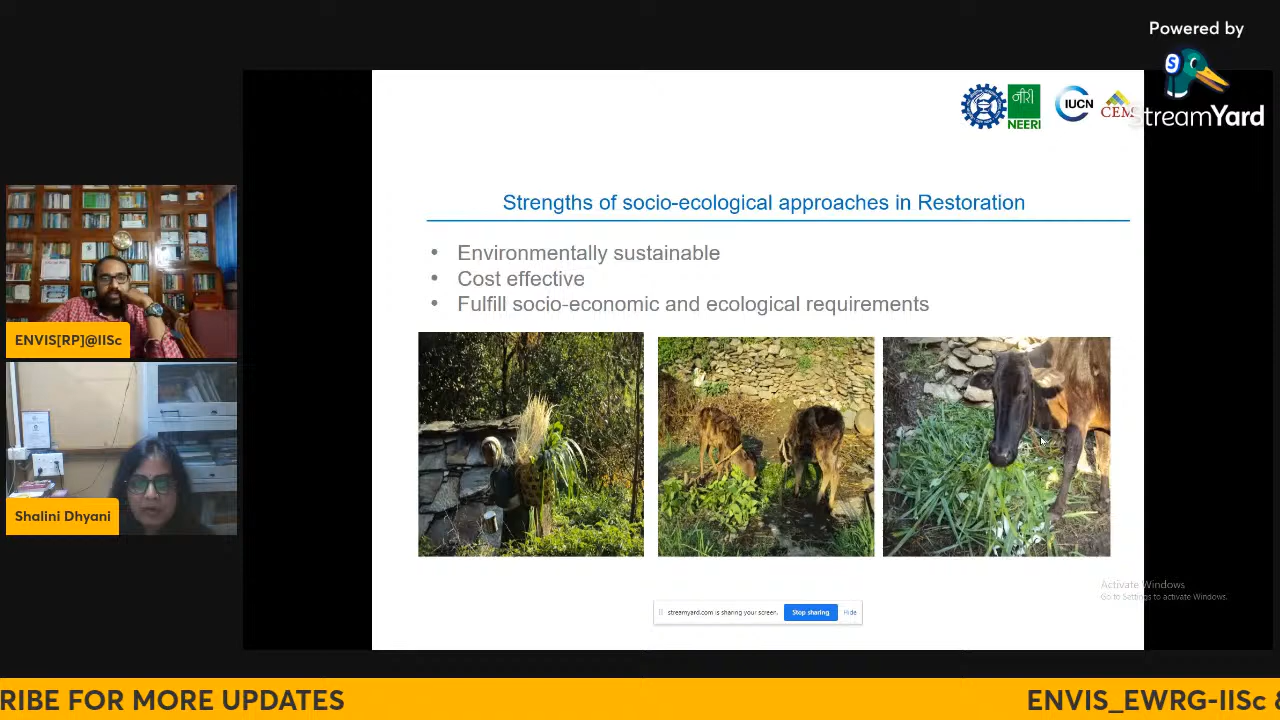 Powered by
StreamYard
नीरी
NEERI
IUCN
CEM
Strengths of socio-ecological approaches in Restoration
• Environmentally sustainable
• Cost effective
• Fulfill socio-economic and ecological requirements
ENVIS[RP]@IISc
Shalini Dhyani
Activate Windows
Go to Settings to activate Windows.
streamyard.com is sharing your screen.
Stop sharing
Hide
RIBE FOR MORE UPDATES
ENVIS_EWRG-IISc &